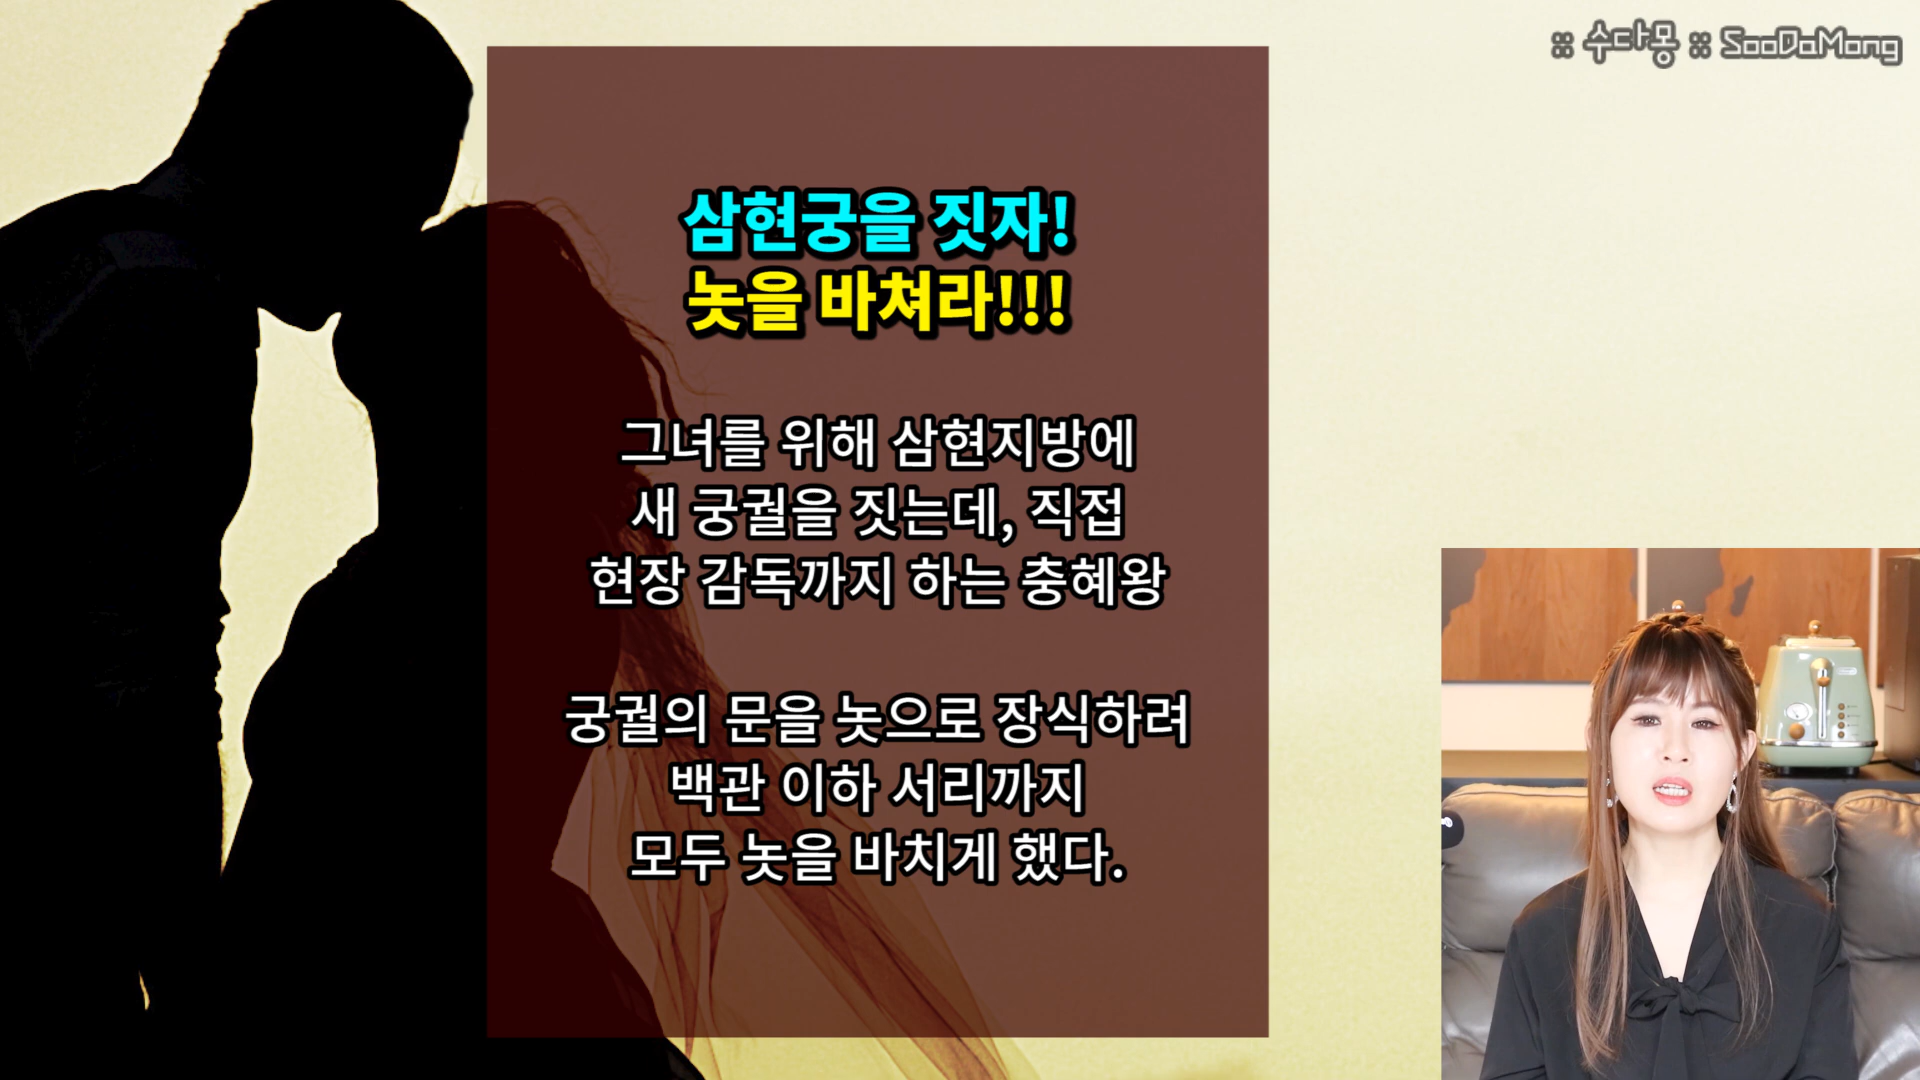 :: 수다몽 :: SooDaMong
삼현궁을 짓자!
놋을 바쳐라!!!
그녀를 위해 삼현지방에
새 궁궐을 짓는데, 직접
현장 감독까지 하는 충혜왕
궁궐의 문을 놋으로 장식하려
백관 이하 서리까지
모두 놋을 바치게 했다.